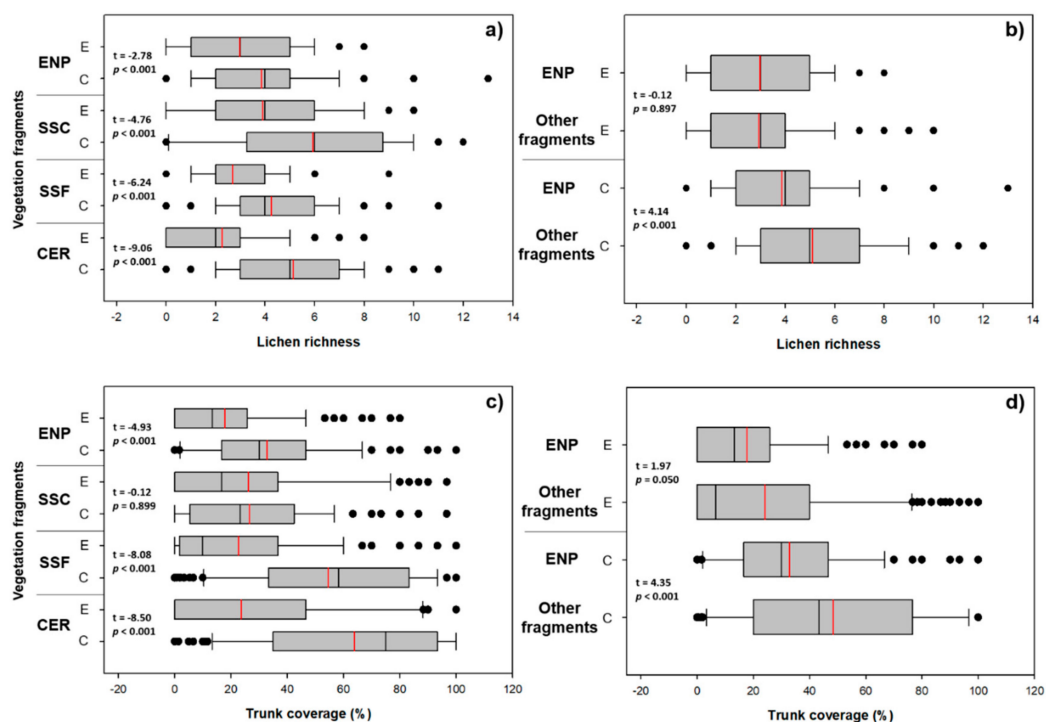 a)
Vegetation fragments
ENP
E
t = -2.78
p < 0.001
C
SSC
E
t = -4.76
p < 0.001
C
SSF
E
t = -6.24
p < 0.001
C
CER
E
t = -9.06
p < 0.001
C
-2 0 2 4 6 8 10 12 14
Lichen richness
b)
ENP E
t = -0.12
p = 0.897
Other
fragments E
ENP C
t = 4.14
p < 0.001
Other
fragments C
-2 0 2 4 6 8 10 12 14
Lichen richness
c)
Vegetation fragments
ENP
E
t = -4.93
p < 0.001
C
SSC
E
t = -0.12
p = 0.899
C
SSF
E
t = -8.08
p < 0.001
C
CER
E
t = -8.50
p < 0.001
C
-20 0 20 40 60 80 100 120
Trunk coverage (%)
d)
ENP E
t = 1.97
p = 0.050
Other
fragments E
ENP C
t = 4.35
p < 0.001
Other
fragments C
-20 0 20 40 60 80 100 120
Trunk coverage (%)